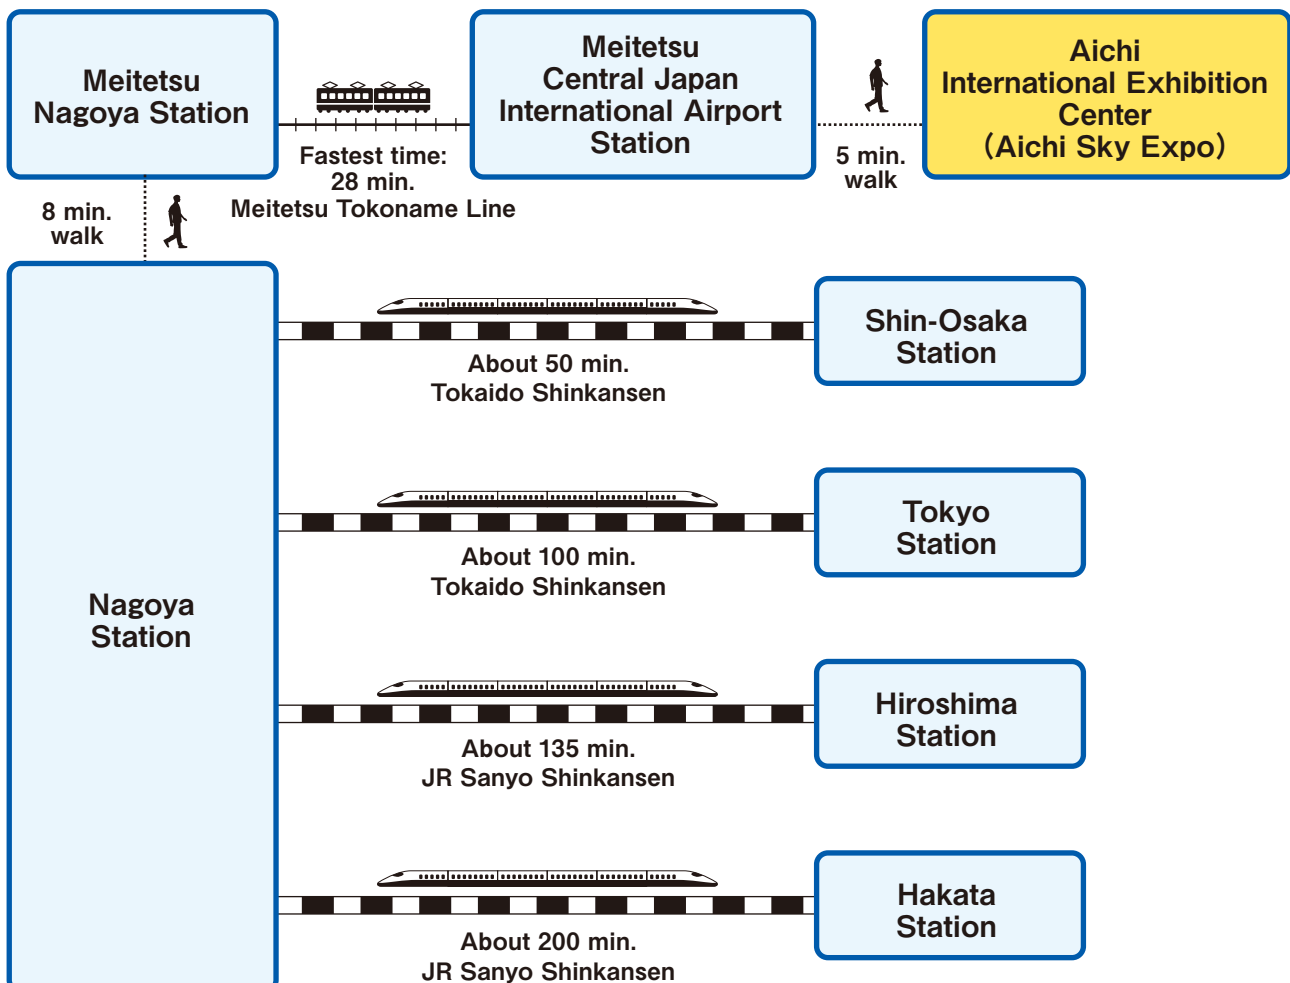 Meitetsu
Nagoya Station
Fastest time:
28 min.
Meitetsu Tokoname Line
Meitetsu
Central Japan
International Airport
Station
5 min.
walk
Aichi
International Exhibition
Center
(Aichi Sky Expo)
8 min.
walk
Nagoya
Station
About 50 min.
Tokaido Shinkansen
Shin-Osaka
Station
About 100 min.
Tokaido Shinkansen
Tokyo
Station
About 135 min.
JR Sanyo Shinkansen
Hiroshima
Station
About 200 min.
JR Sanyo Shinkansen
Hakata
Station